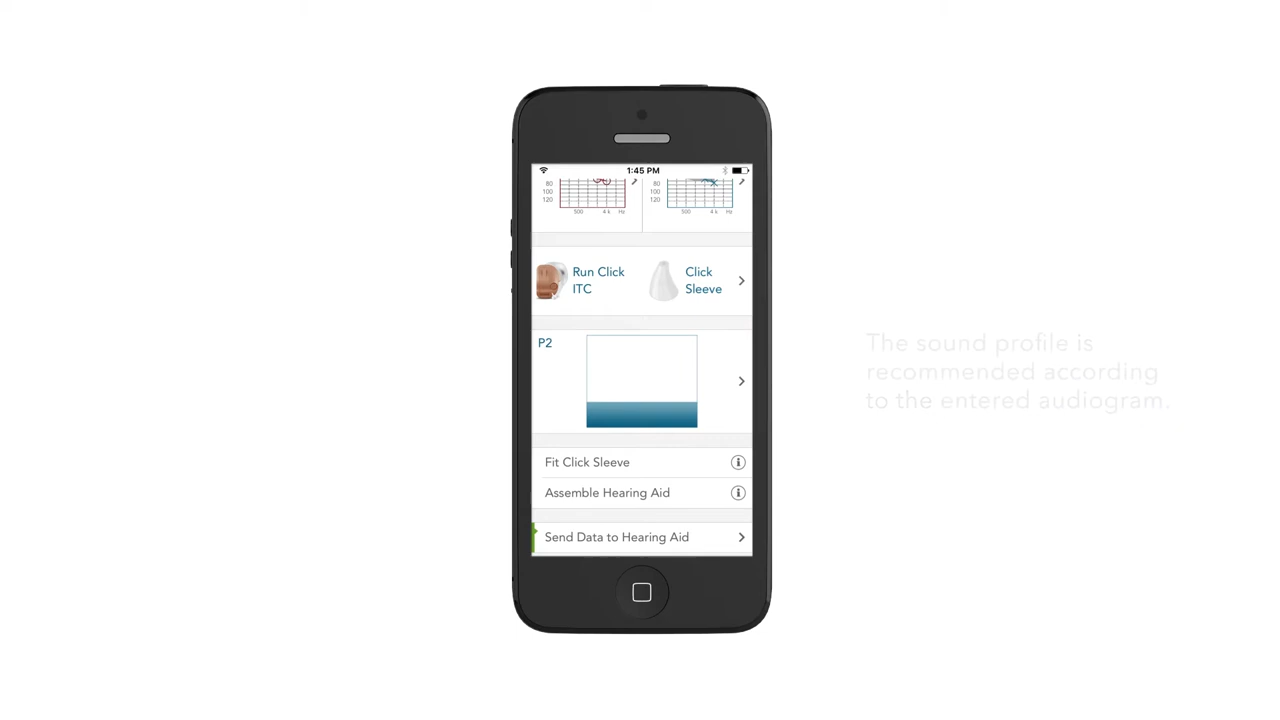 1:45 PM
80
100
120
500 4 k Hz
80
100
120
500 4 k Hz
Run Click
ITC
Click
Sleeve
P2
The sound profile is
recommended according
to the entered audiogram.
Fit Click Sleeve
Assemble Hearing Aid
Send Data to Hearing Aid